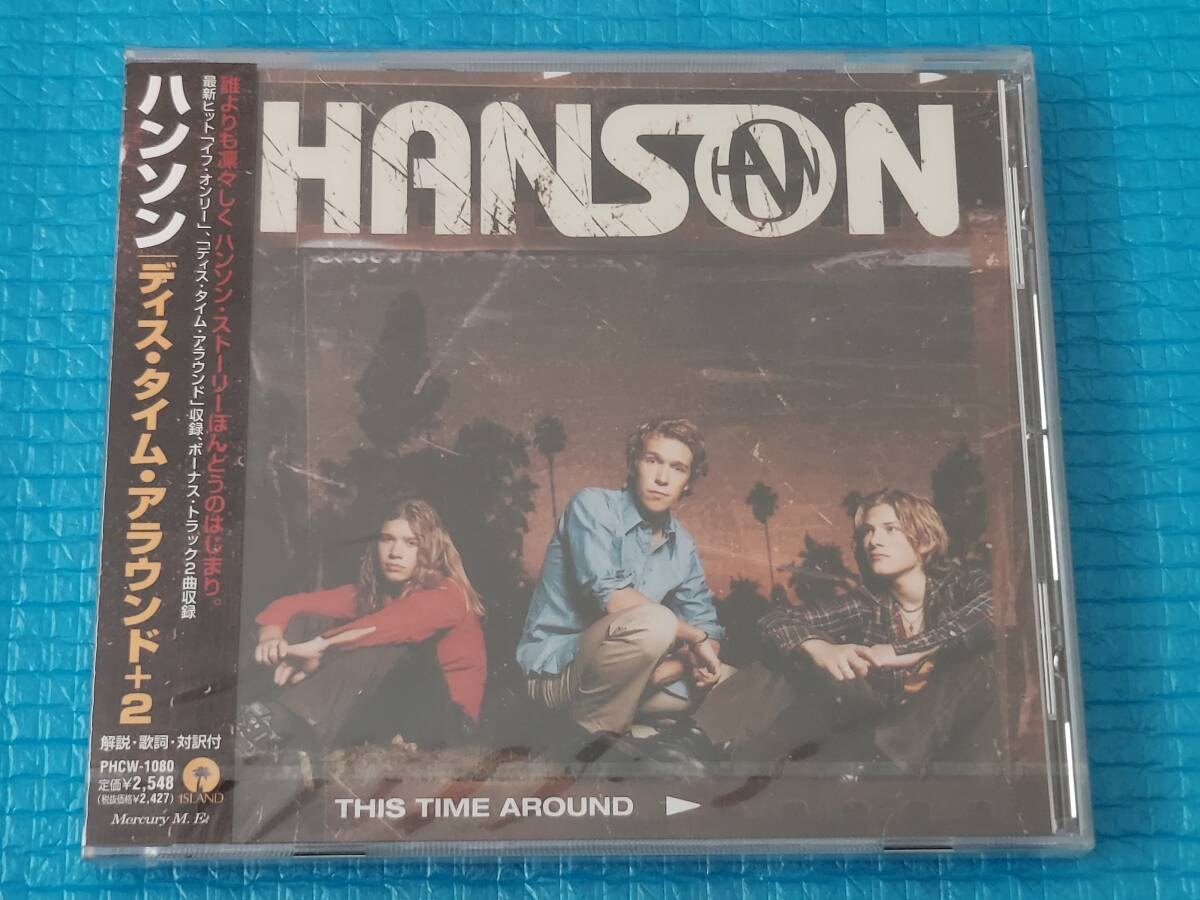 ハンソン
ディス・タイム・アラウンド+2
誰よりも凛々しくハンソン・ストーリーほんとうのはじまり。
最新ヒット「イフ・オンリー」、「ディス・タイム・アラウンド」収録、ボーナス・トラック2曲収録
解説・歌詞・対訳付
PHCW-1080
定価¥2,548
(税抜価格¥2,427)
ISLAND
Mercury M. E
HANSON
HANSON
THIS TIME AROUND